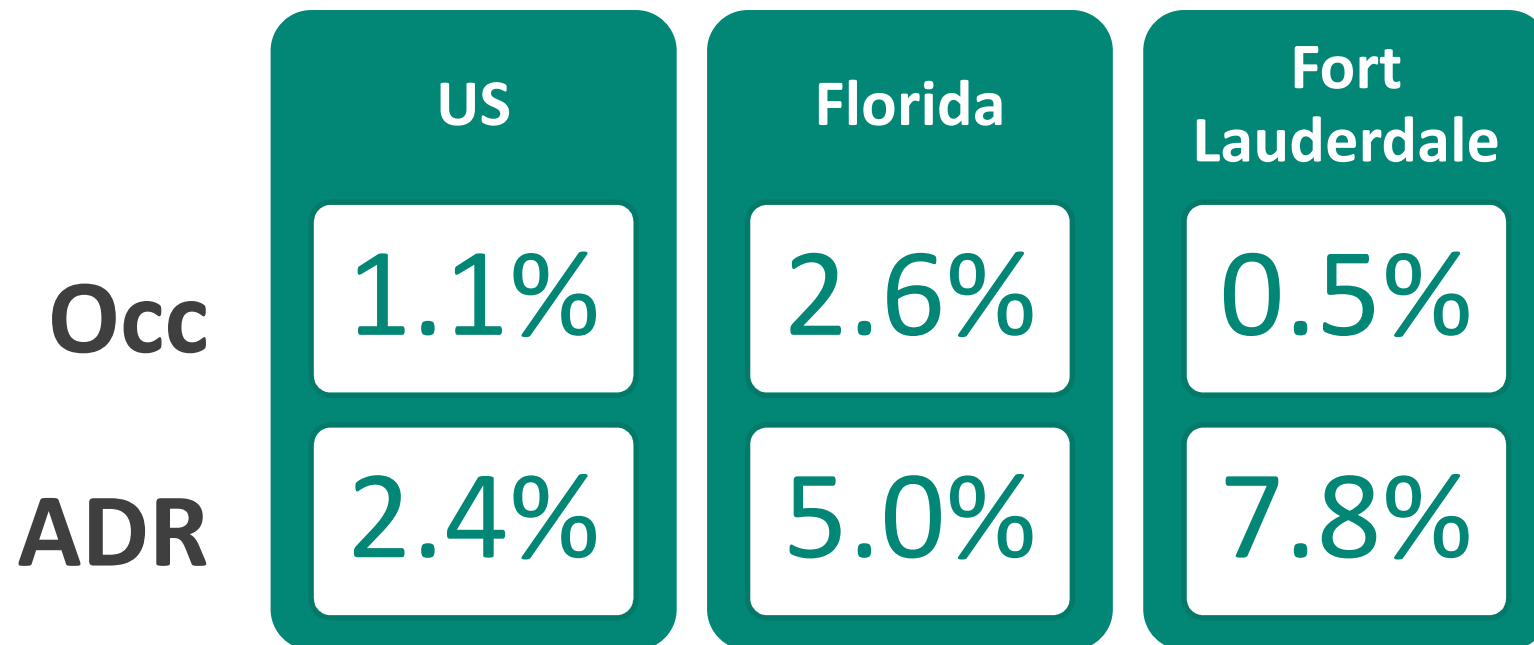 US
Florida
Fort
Lauderdale
Occ
1.1%
2.6%
0.5%
ADR
2.4%
5.0%
7.8%